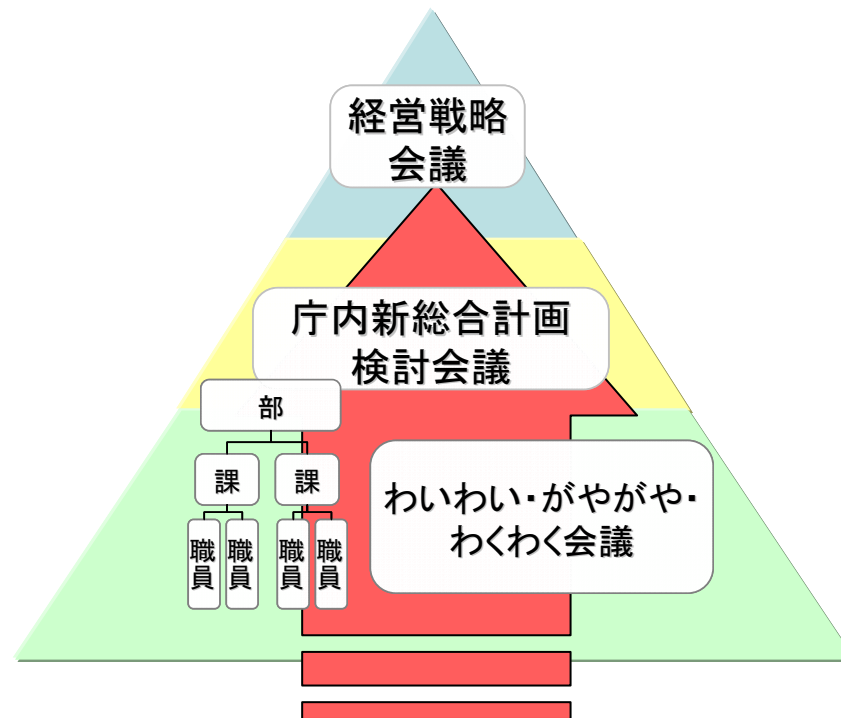 経営戦略
会議
庁内新総合計画
検討会議
部
課
課
わいわい・がやがや・
わくわく会議
職員
職員
職員
職員